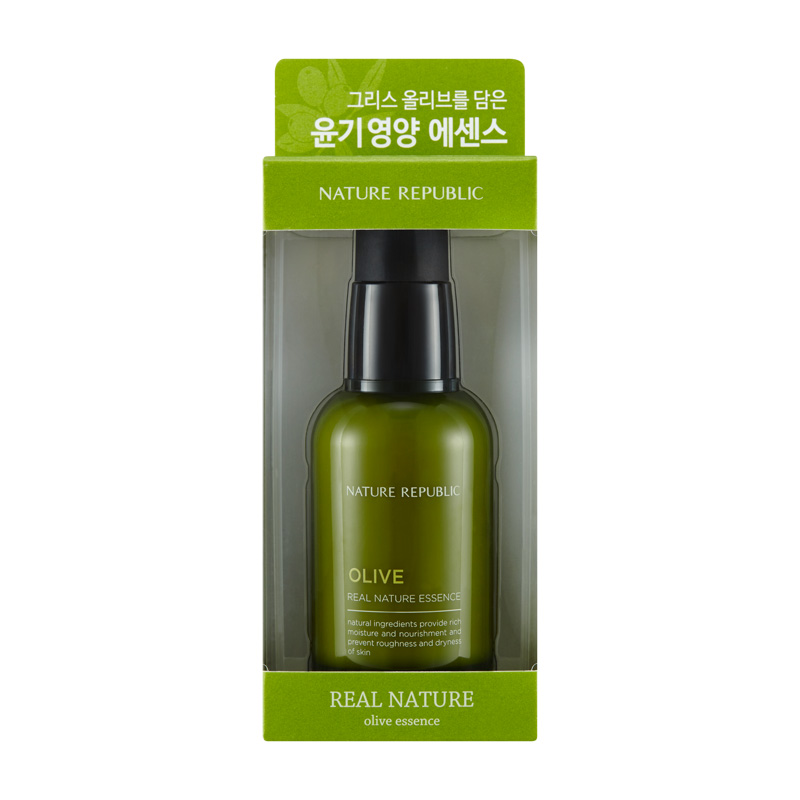 그리스 올리브를 담은
윤기영양 에센스
NATURE REPUBLIC
NATURE REPUBLIC
OLIVE
REAL NATURE ESSENCE
natural ingredients provide rich
moisture and nourishment and
prevent roughness and dryness
of skin
REAL NATURE
olive essence